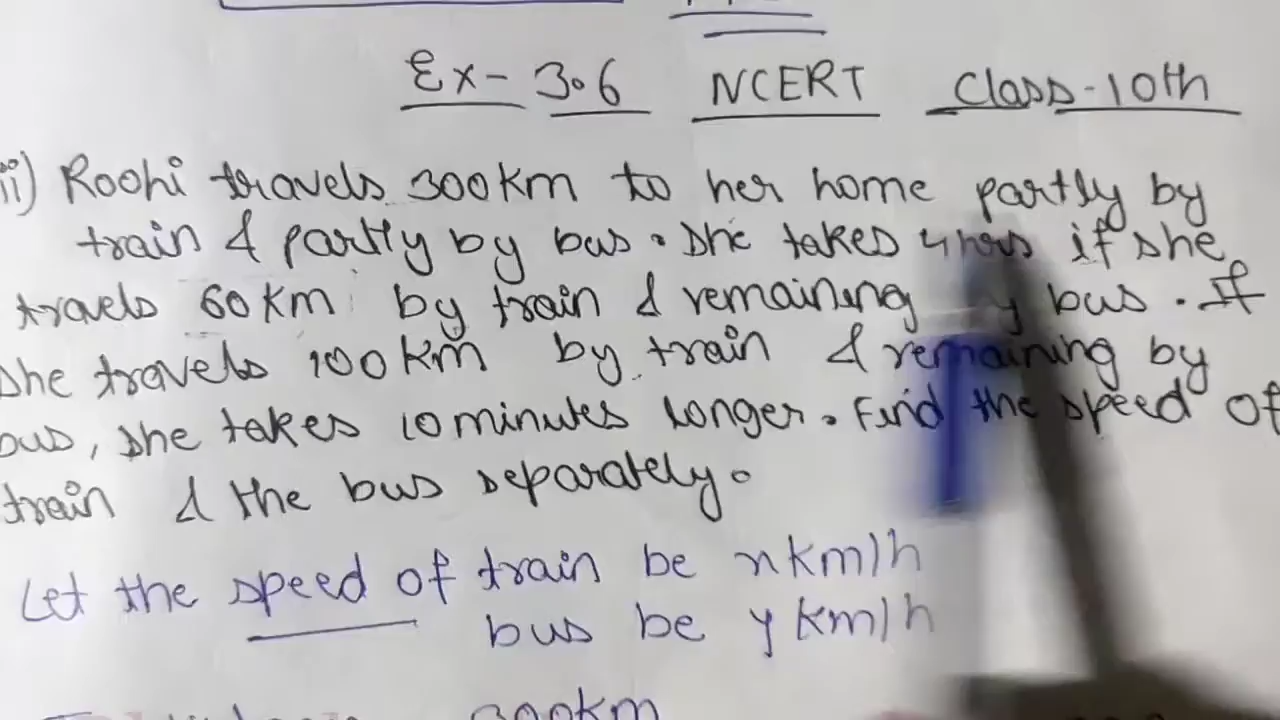 Ex- 3.6 NCERT Class-10th
ii) Roohi travels 300km to her home partly by
train & partly by bus. She takes 4hrs if she
travels 60km by train & remaining by bus. If
she travels 100km by train & remaining by
bus, she takes 10 minutes longer. Find the speed of
train & the bus separately.
Let the speed of train be x km/h
bus be y km/h
300km